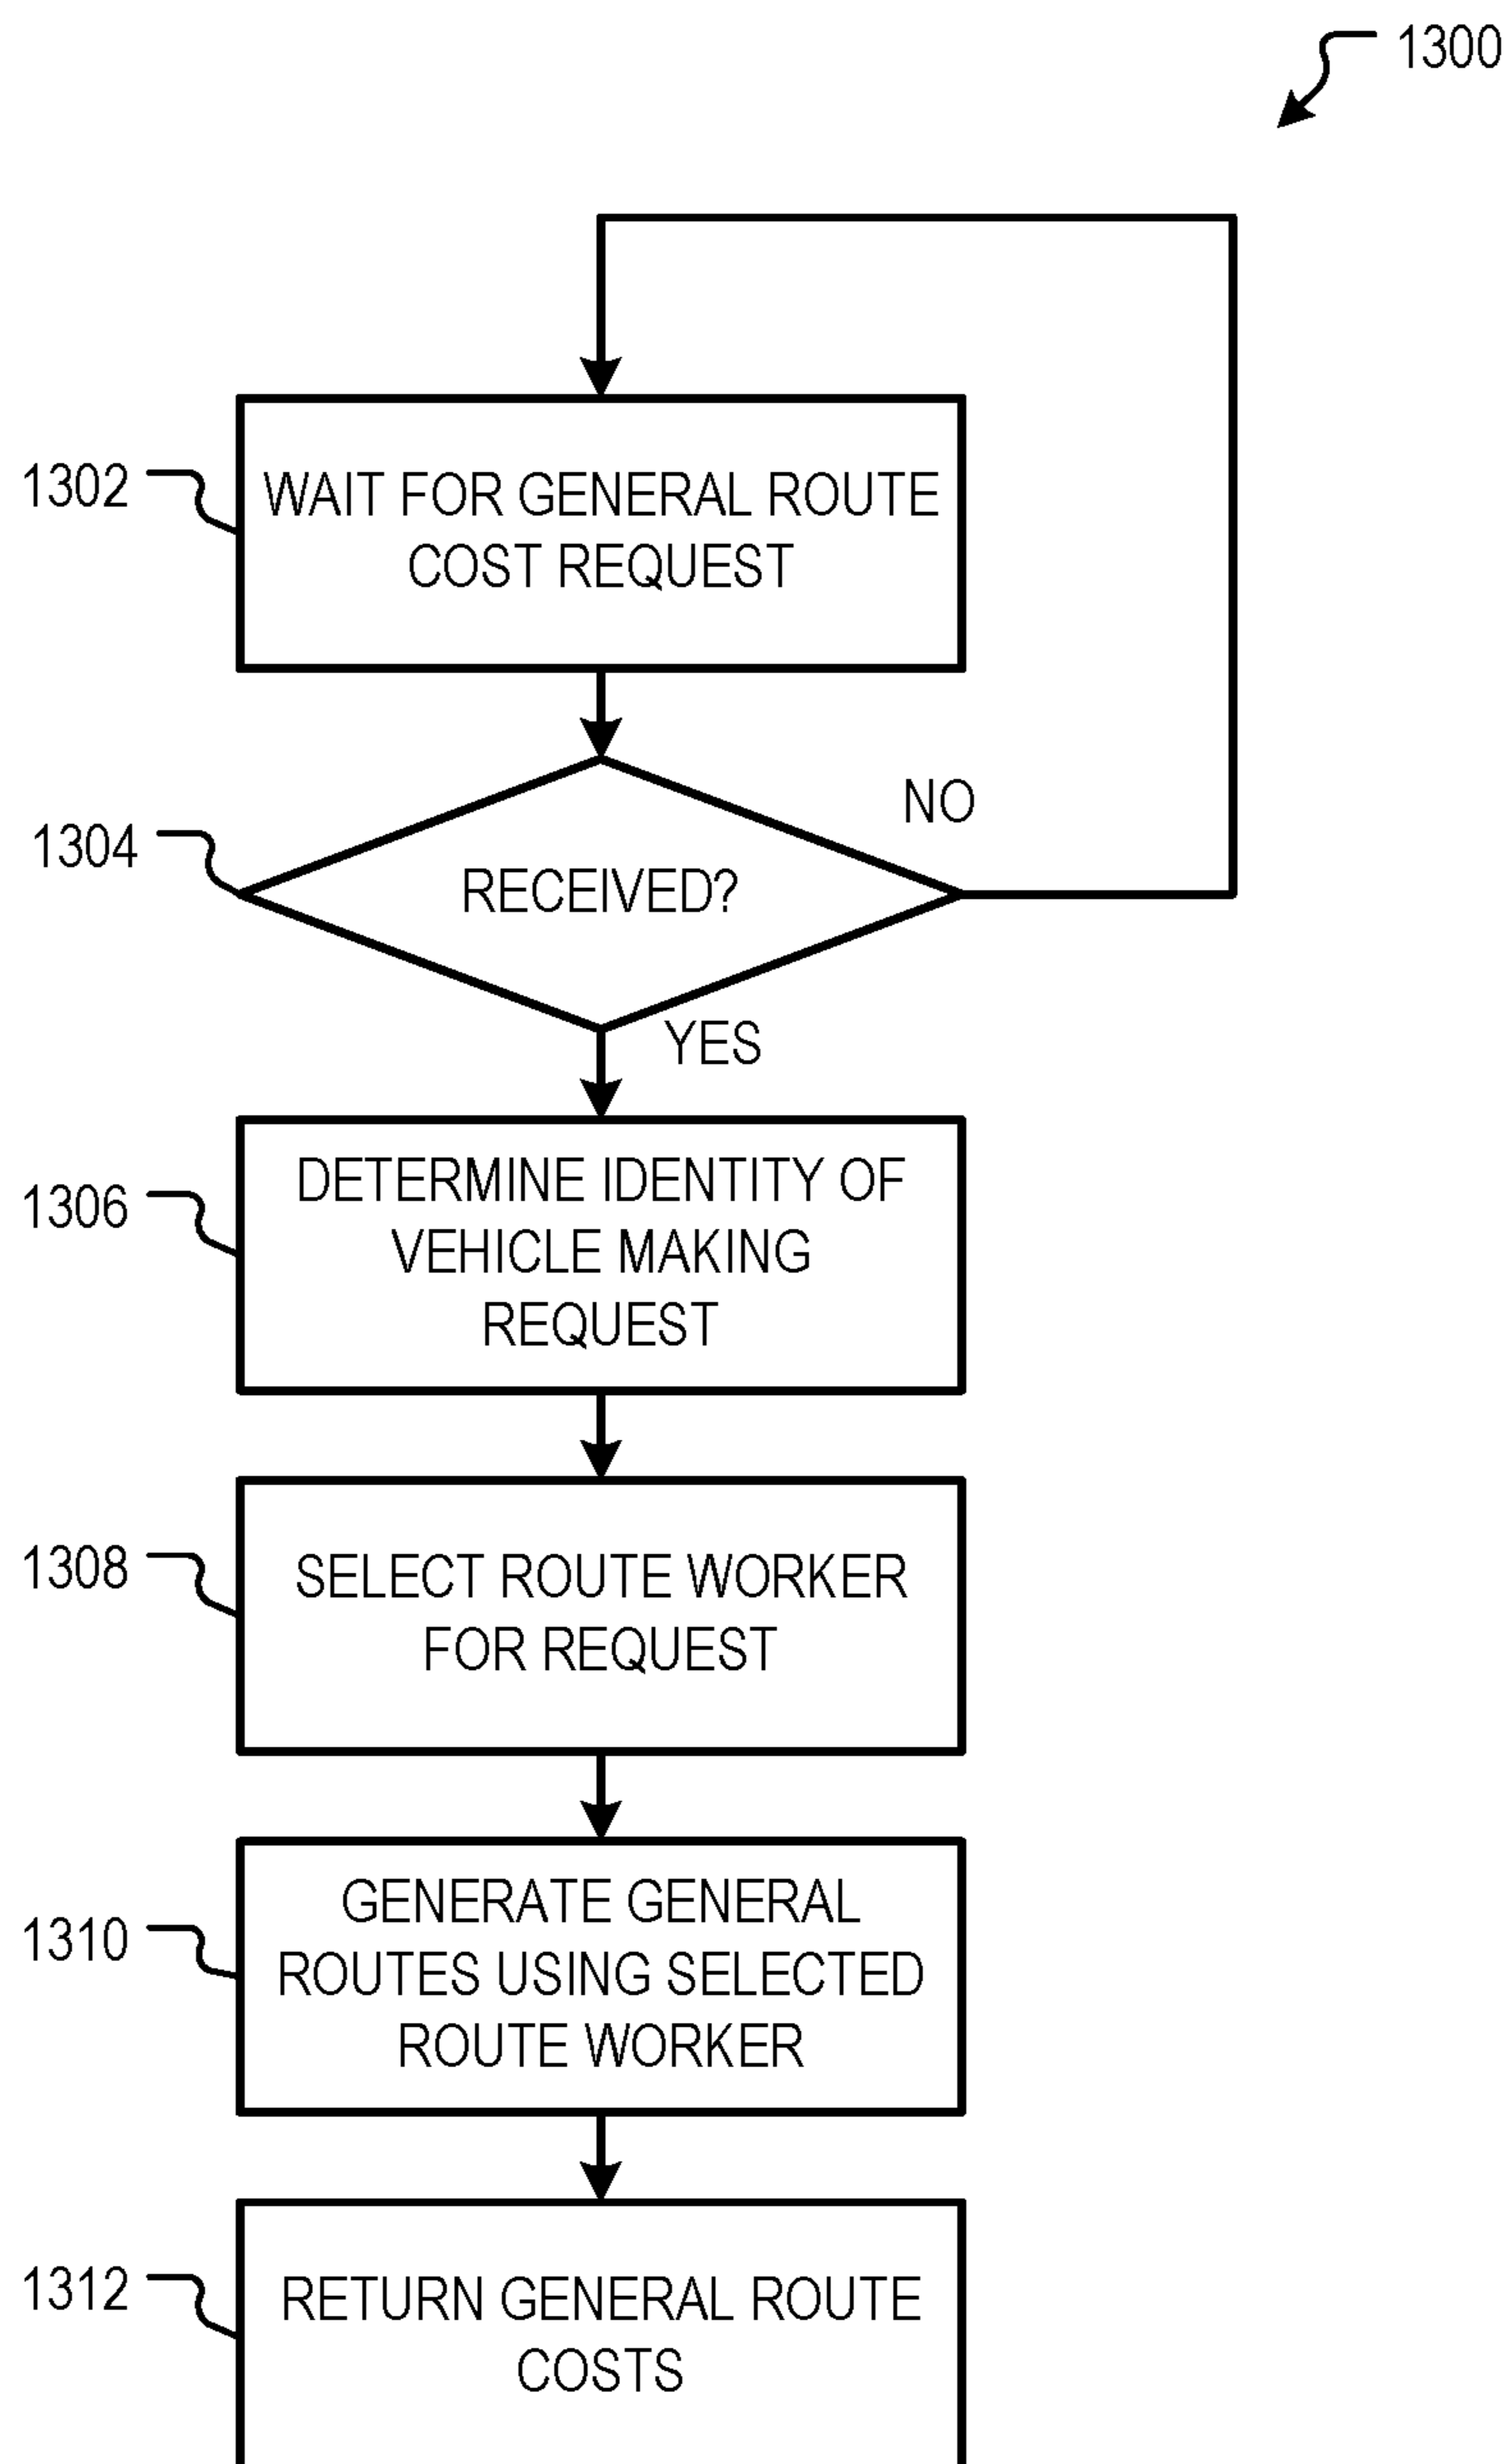 1300
1302
WAIT FOR GENERAL ROUTE
COST REQUEST
1304
RECEIVED?
NO
YES
1306
DETERMINE IDENTITY OF
VEHICLE MAKING
REQUEST
1308
SELECT ROUTE WORKER
FOR REQUEST
1310
GENERATE GENERAL
ROUTES USING SELECTED
ROUTE WORKER
1312
RETURN GENERAL ROUTE
COSTS